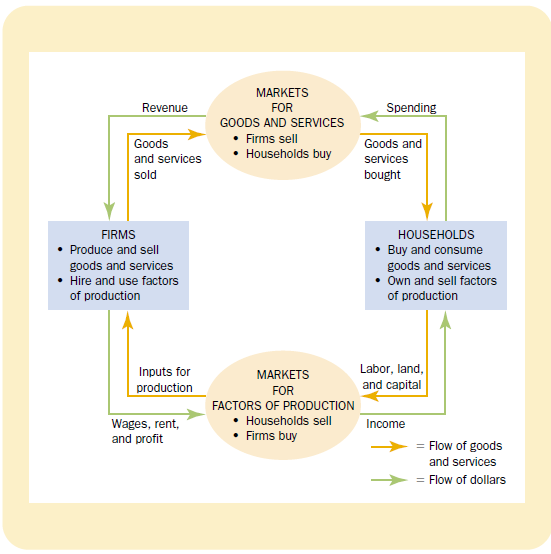 MARKETS
FOR
GOODS AND SERVICES
• Firms sell
• Households buy
Revenue
Spending
Goods
and services
sold
Goods and
services
bought
FIRMS
• Produce and sell
goods and services
• Hire and use factors
of production
HOUSEHOLDS
• Buy and consume
goods and services
• Own and sell factors
of production
Inputs for
production
Labor, land,
and capital
MARKETS
FOR
FACTORS OF PRODUCTION
• Households sell
• Firms buy
Wages, rent,
and profit
Income
= Flow of goods
and services
= Flow of dollars